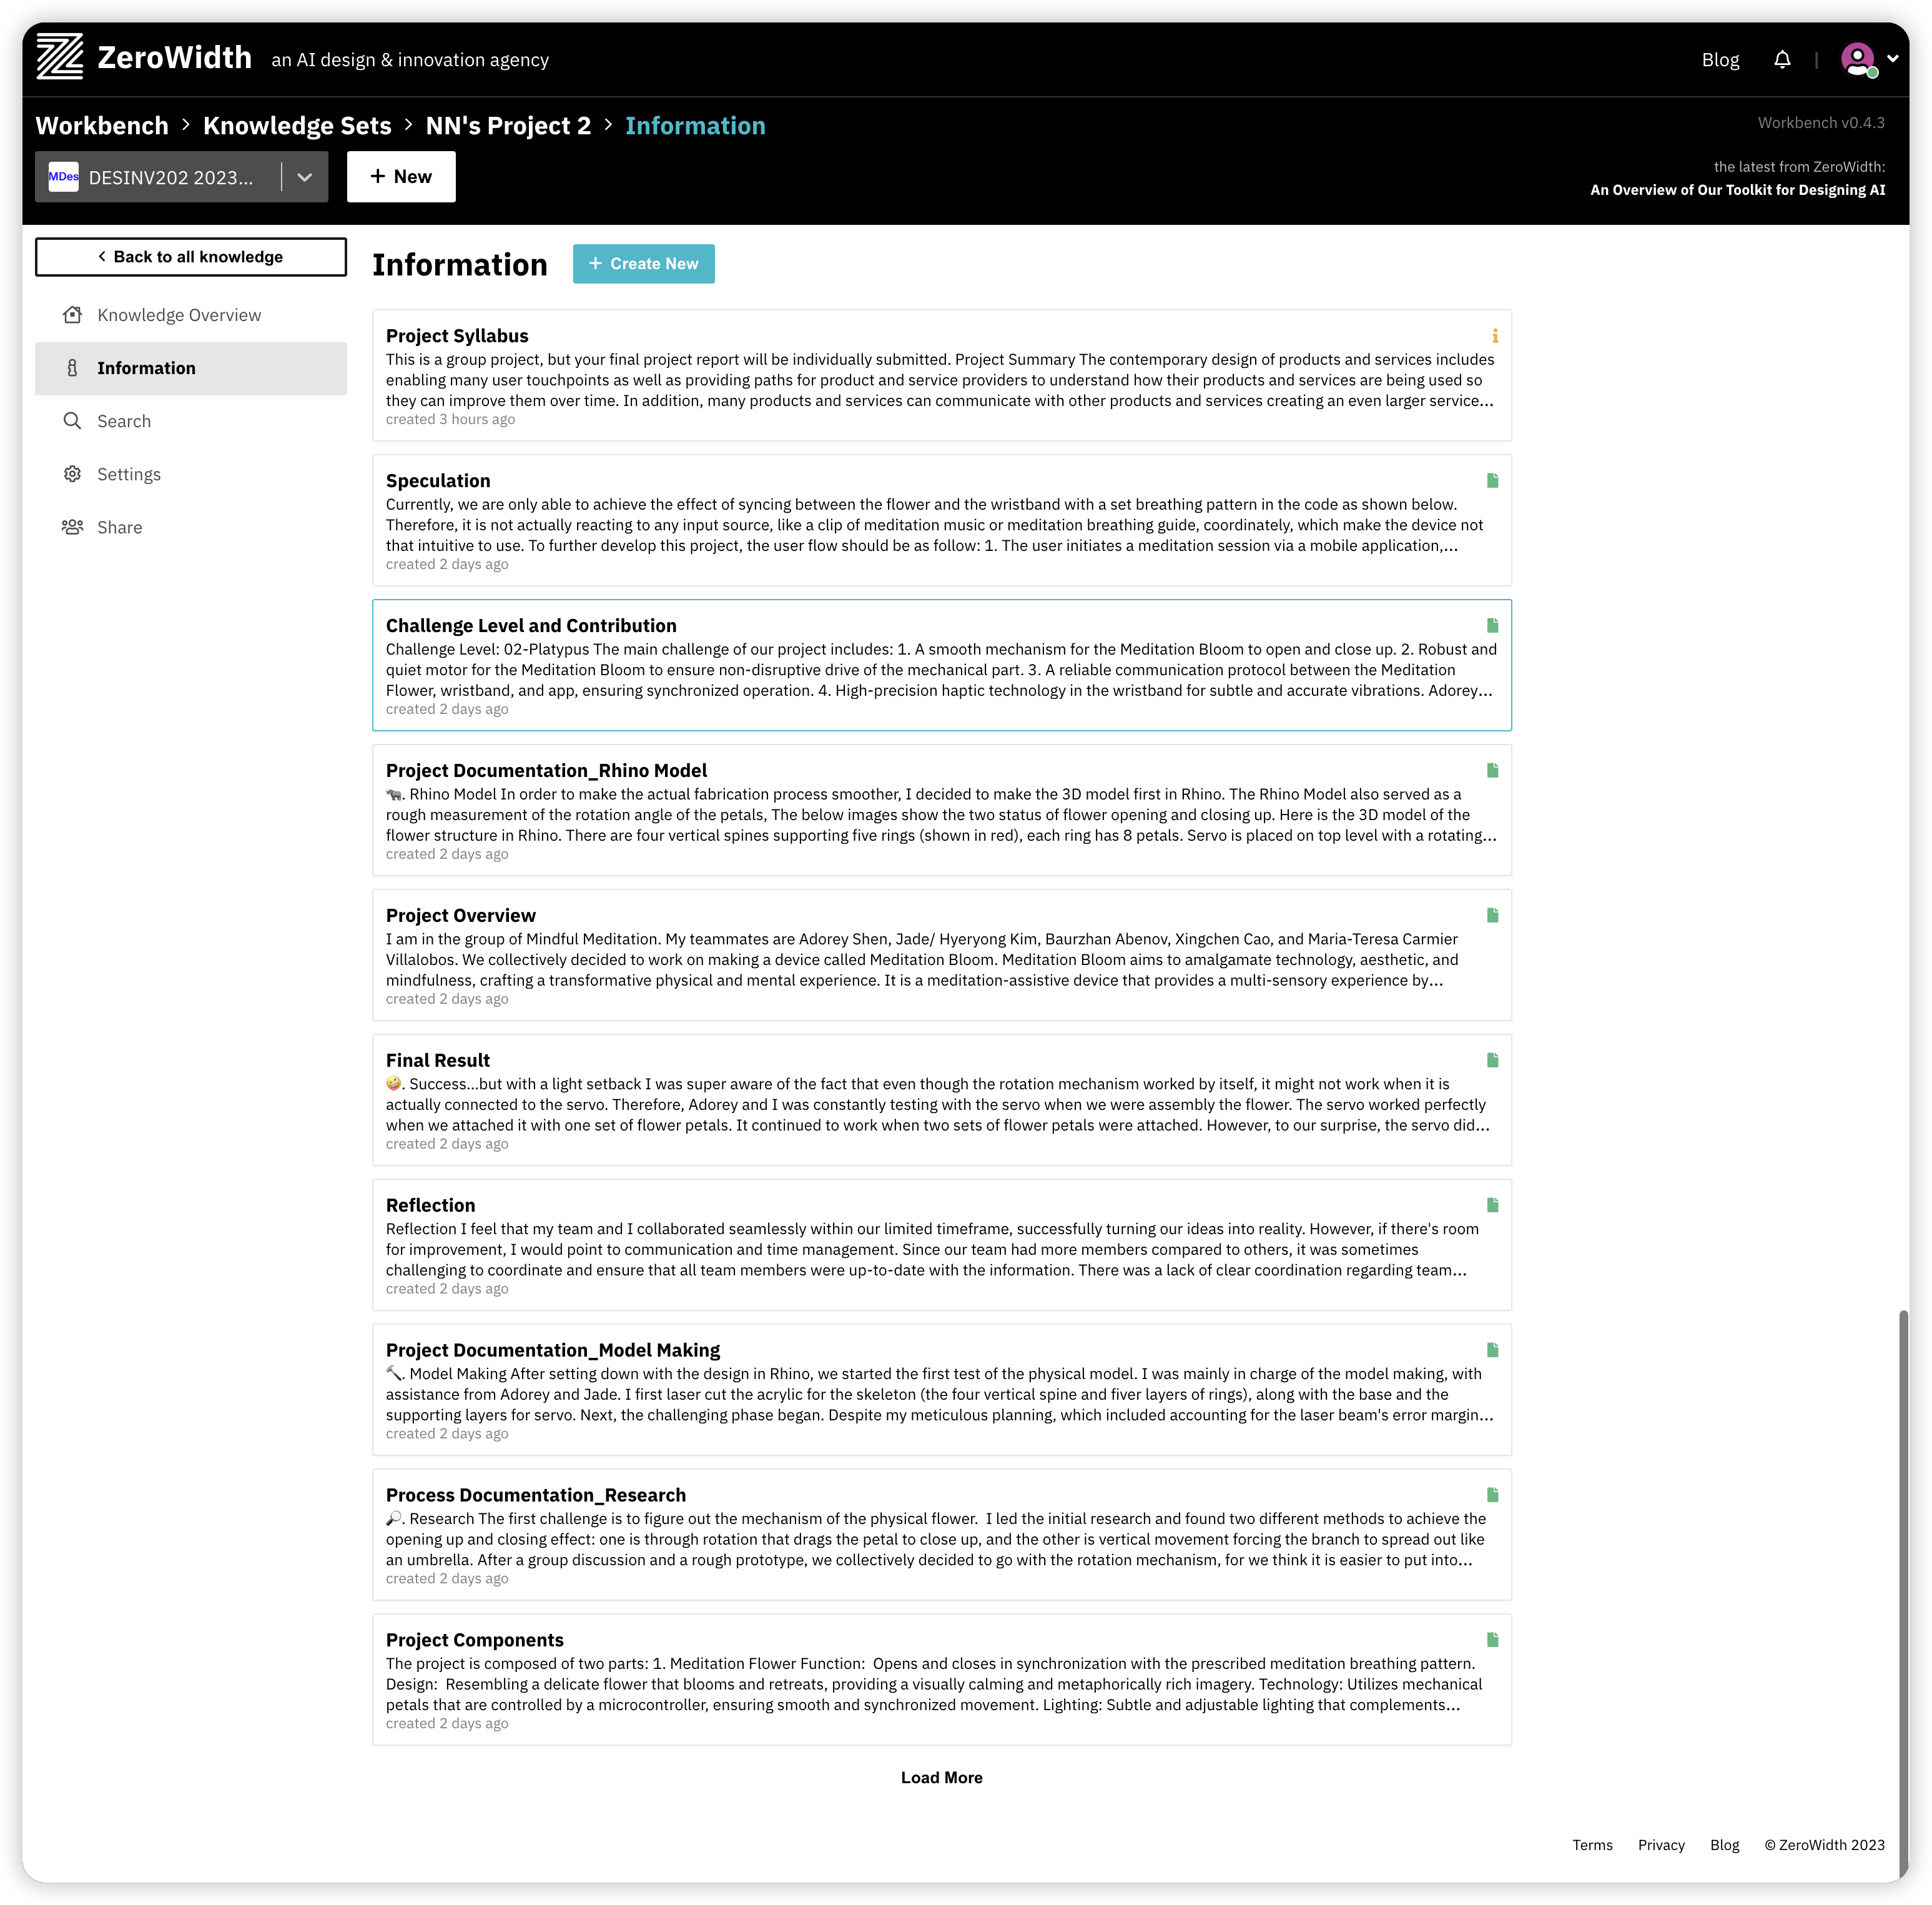 ZeroWidth an AI design & innovation agency
Blog
Workbench > Knowledge Sets > NN's Project 2 > Information
Workbench v0.4.3
MDes DESINV202 2023...
+ New
the latest from ZeroWidth:
An Overview of Our Toolkit for Designing AI
< Back to all knowledge
Knowledge Overview
Information
Search
Settings
Share
Information
+ Create New
Project Syllabus
This is a group project, but your final project report will be individually submitted. Project Summary The contemporary design of products and services includes
enabling many user touchpoints as well as providing paths for product and service providers to understand how their products and services are being used so
they can improve them over time. In addition, many products and services can communicate with other products and services creating an even larger service...
created 3 hours ago
Speculation
Currently, we are only able to achieve the effect of syncing between the flower and the wristband with a set breathing pattern in the code as shown below.
Therefore, it is not actually reacting to any input source, like a clip of meditation music or meditation breathing guide, coordinately, which make the device not
that intuitive to use. To further develop this project, the user flow should be as follow: 1. The user initiates a meditation session via a mobile application,...
created 2 days ago
Challenge Level and Contribution
Challenge Level: 02-Platypus The main challenge of our project includes: 1. A smooth mechanism for the Meditation Bloom to open and close up. 2. Robust and
quiet motor for the Meditation Bloom to ensure non-disruptive drive of the mechanical part. 3. A reliable communication protocol between the Meditation
Flower, wristband, and app, ensuring synchronized operation. 4. High-precision haptic technology in the wristband for subtle and accurate vibrations. Adorey...
created 2 days ago
Project Documentation_Rhino Model
🦏. Rhino Model In order to make the actual fabrication process smoother, I decided to make the 3D model first in Rhino. The Rhino Model also served as a
rough measurement of the rotation angle of the petals, The below images show the two status of flower opening and closing up. Here is the 3D model of the
flower structure in Rhino. There are four vertical spines supporting five rings (shown in red), each ring has 8 petals. Servo is placed on top level with a rotating...
created 2 days ago
Project Overview
I am in the group of Mindful Meditation. My teammates are Adorey Shen, Jade/ Hyeryong Kim, Baurzhan Abenov, Xingchen Cao, and Maria-Teresa Carmier
Villalobos. We collectively decided to work on making a device called Meditation Bloom. Meditation Bloom aims to amalgamate technology, aesthetic, and
mindfulness, crafting a transformative physical and mental experience. It is a meditation-assistive device that provides a multi-sensory experience by...
created 2 days ago
Final Result
🤪. Success...but with a light setback I was super aware of the fact that even though the rotation mechanism worked by itself, it might not work when it is
actually connected to the servo. Therefore, Adorey and I was constantly testing with the servo when we were assembly the flower. The servo worked perfectly
when we attached it with one set of flower petals. It continued to work when two sets of flower petals were attached. However, to our surprise, the servo did...
created 2 days ago
Reflection
Reflection I feel that my team and I collaborated seamlessly within our limited timeframe, successfully turning our ideas into reality. However, if there's room
for improvement, I would point to communication and time management. Since our team had more members compared to others, it was sometimes
challenging to coordinate and ensure that all team members were up-to-date with the information. There was a lack of clear coordination regarding team...
created 2 days ago
Project Documentation_Model Making
🔨. Model Making After setting down with the design in Rhino, we started the first test of the physical model. I was mainly in charge of the model making, with
assistance from Adorey and Jade. I first laser cut the acrylic for the skeleton (the four vertical spine and fiver layers of rings), along with the base and the
supporting layers for servo. Next, the challenging phase began. Despite my meticulous planning, which included accounting for the laser beam's error margin...
created 2 days ago
Process Documentation_Research
🔎. Research The first challenge is to figure out the mechanism of the physical flower. I led the initial research and found two different methods to achieve the
opening up and closing effect: one is through rotation that drags the petal to close up, and the other is vertical movement forcing the branch to spread out like
an umbrella. After a group discussion and a rough prototype, we collectively decided to go with the rotation mechanism, for we think it is easier to put into...
created 2 days ago
Project Components
The project is composed of two parts: 1. Meditation Flower Function: Opens and closes in synchronization with the prescribed meditation breathing pattern.
Design: Resembling a delicate flower that blooms and retreats, providing a visually calming and metaphorically rich imagery. Technology: Utilizes mechanical
petals that are controlled by a microcontroller, ensuring smooth and synchronized movement. Lighting: Subtle and adjustable lighting that complements...
created 2 days ago
Load More
Terms Privacy Blog © ZeroWidth 2023